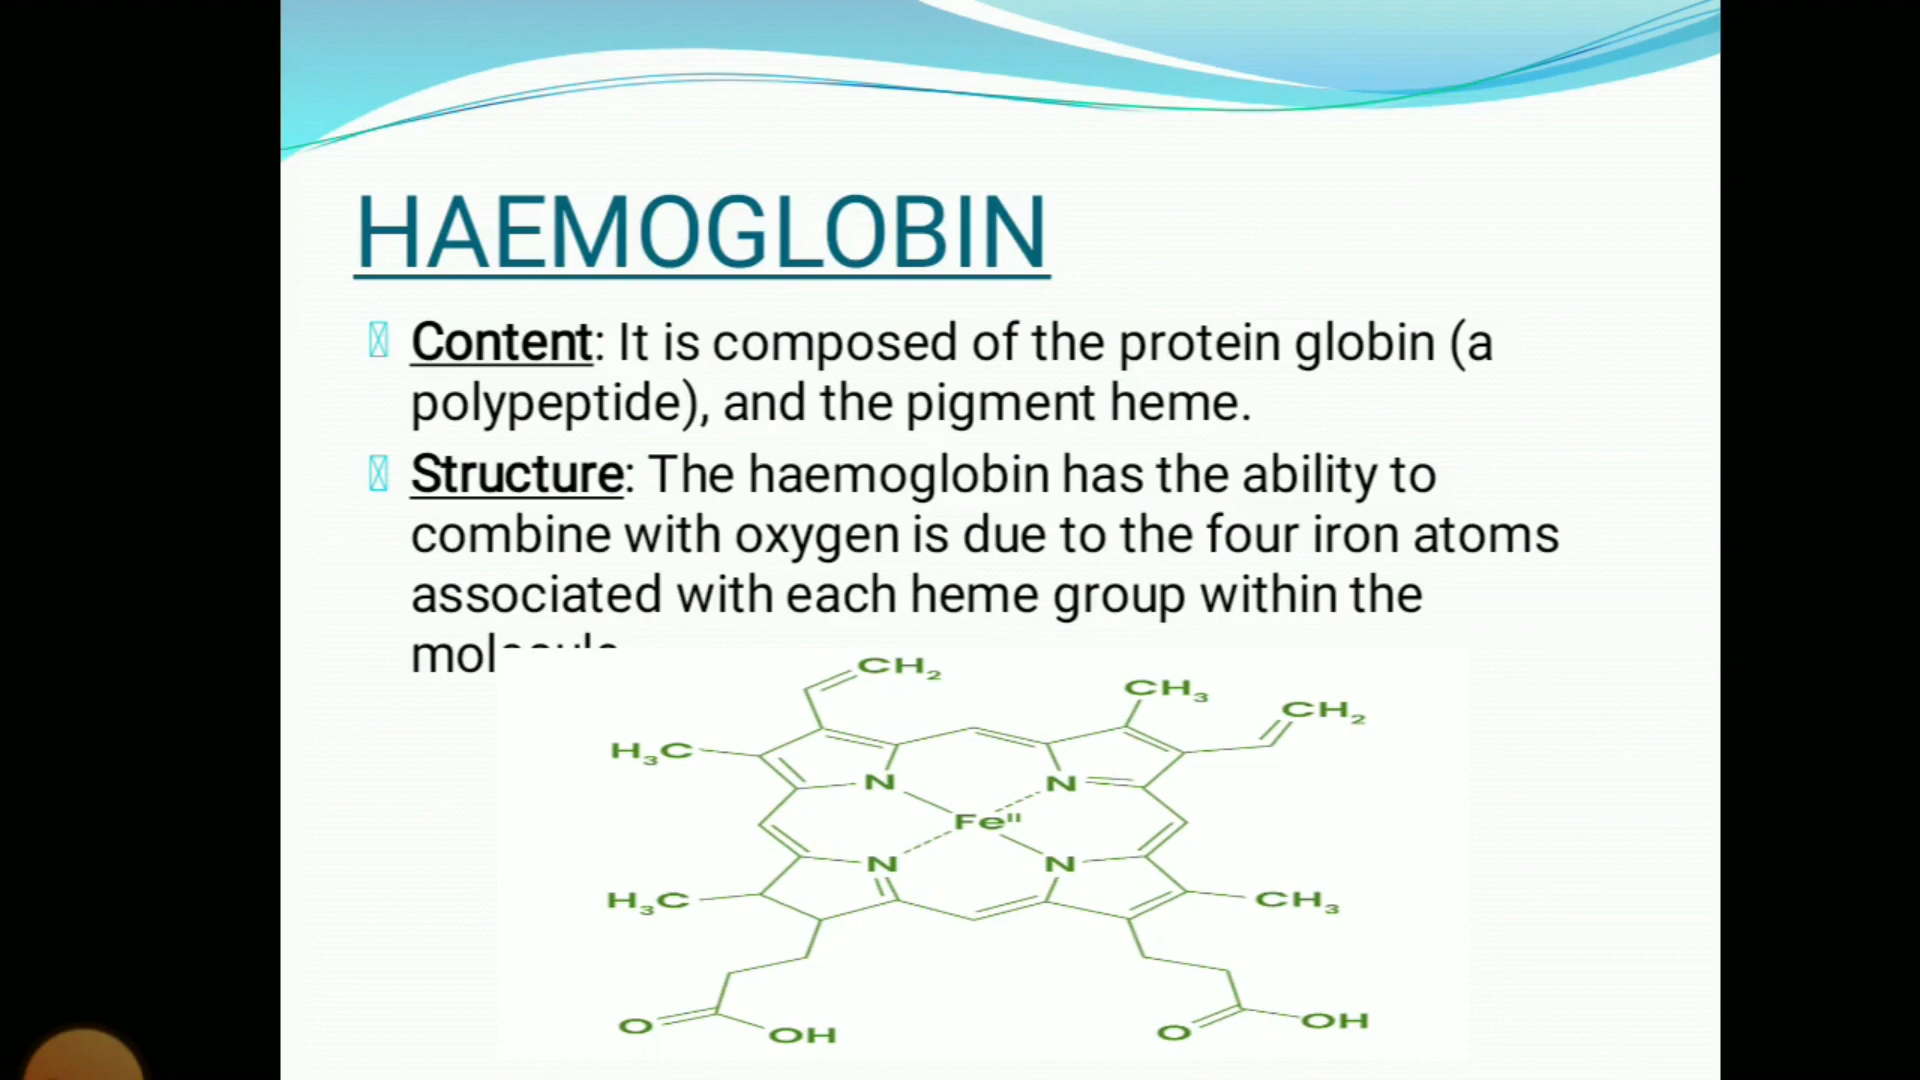 HAEMOGLOBIN
Content: It is composed of the protein globin (a
polypeptide), and the pigment heme.
Structure: The haemoglobin has the ability to
combine with oxygen is due to the four iron atoms
associated with each heme group within the
CH₂
CH₃
CH₂
H₃C
N
N
Feᴵᴵ
N
N
H₃C
CH₃
O
OH
O
OH